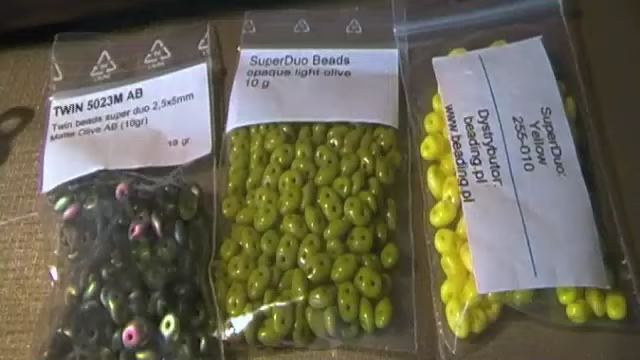 TWIN 5023M AB
Twin beads super duo 2,5x5mm
Matte Olive AB (10gr)
10 gr
SuperDuo Beads
opaque light olive
10 g
SuperDuo:
Yellow
255-010
Dystrybutor:
beading.pl
www.beading.pl